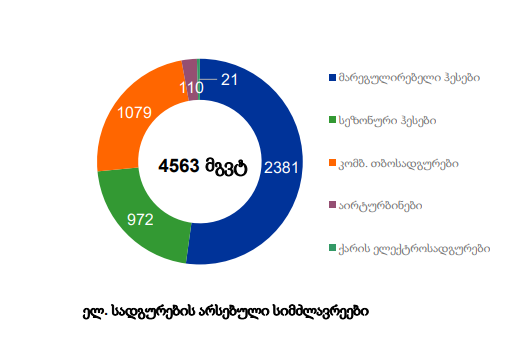 21
110
1079
4563 მგვტ
2381
972
მარეგულირებელი ჰესები
სეზონური ჰესები
კომბ. თბოსადგურები
აირტურბინები
ქარის ელექტროსადგურები
ელ. სადგურების არსებული სიმძლავრეები